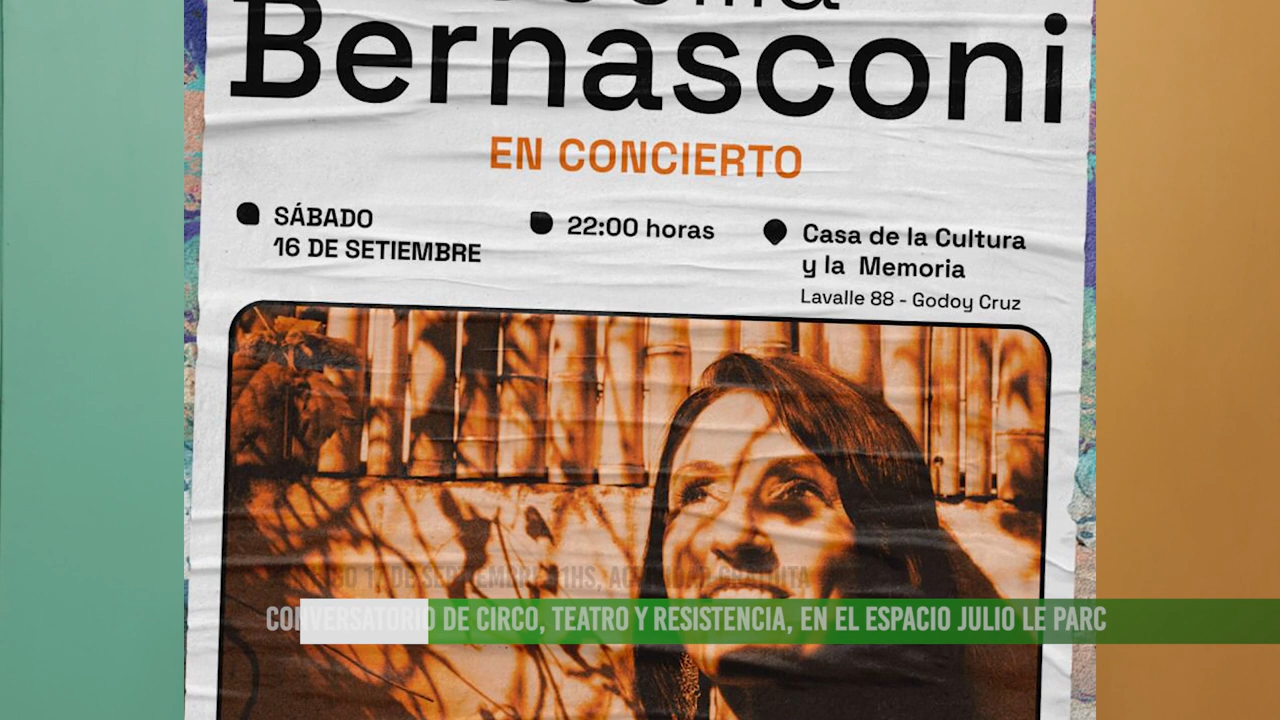 Bernasconi
EN CONCIERTO
SÁBADO
16 DE SETIEMBRE
22:00 horas
Casa de la Cultura
y la Memoria
Lavalle 88 - Godoy Cruz
CONVERSATORIO DE CIRCO, TEATRO Y RESISTENCIA, EN EL ESPACIO JULIO LE PARC